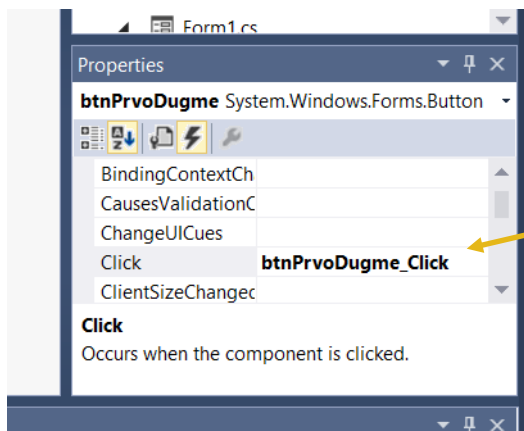 Form1.cs
Properties
btnPrvoDugme System.Windows.Forms.Button
BindingContextCh
CausesValidationC
ChangeUICues
Click btnPrvoDugme_Click
ClientSizeChanged
Click
Occurs when the component is clicked.